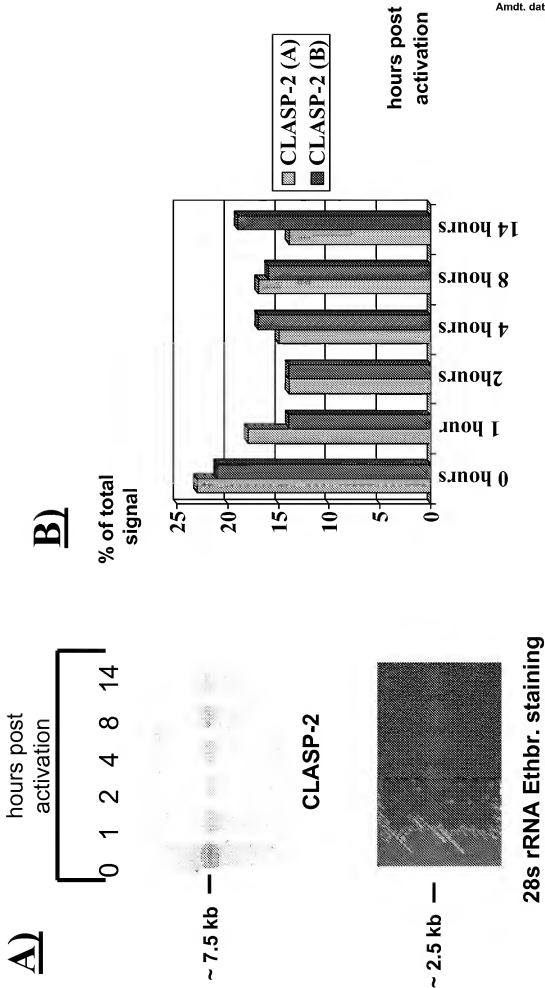 Amdt. dat
A)
hours post
activation
0 1 2 4 8 14
~ 7.5 kb
CLASP-2
~ 2.5 kb
28s rRNA Ethbr. staining
B)
% of total
signal
25
20
15
10
5
0
0 hours
1 hour
2hours
4 hours
8 hours
14 hours
CLASP-2 (A)
CLASP-2 (B)
hours post
activation